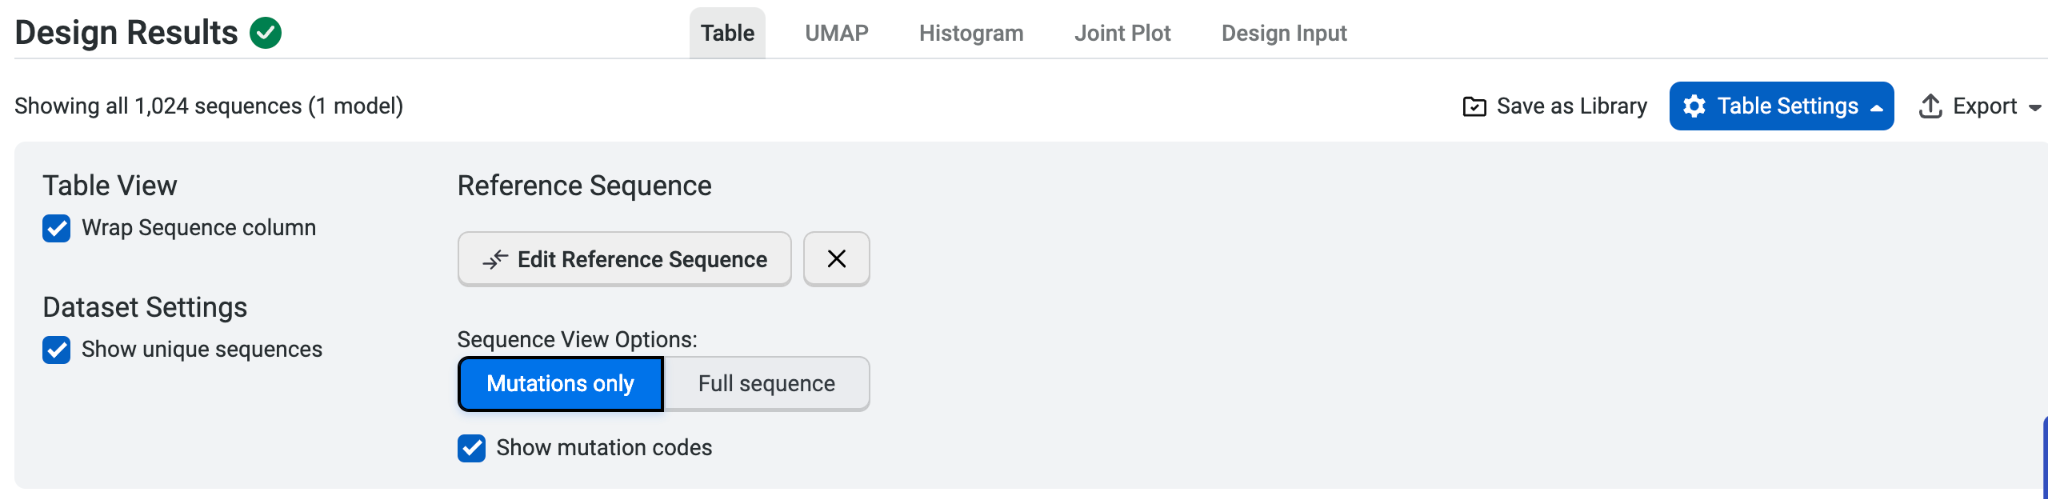 Design Results
Table UMAP Histogram Joint Plot Design Input
Showing all 1,024 sequences (1 model)
Save as Library Table Settings Export
Table View
Wrap Sequence column
Dataset Settings
Show unique sequences
Reference Sequence
Edit Reference Sequence
Sequence View Options:
Mutations only Full sequence
Show mutation codes